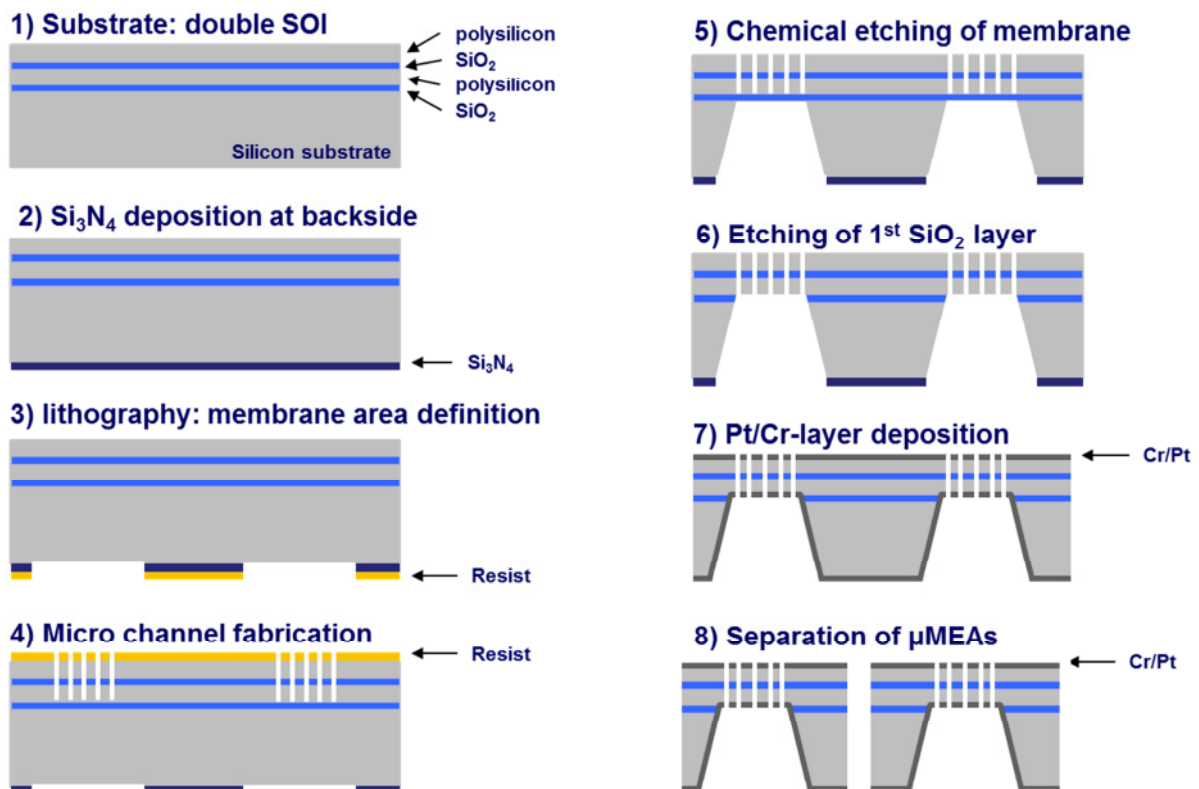 1) Substrate: double SOI
polysilicon
SiO₂
polysilicon
SiO₂
Silicon substrate
2) Si₃N₄ deposition at backside
Si₃N₄
3) lithography: membrane area definition
Resist
4) Micro channel fabrication
Resist
5) Chemical etching of membrane
6) Etching of 1ˢᵗ SiO₂ layer
7) Pt/Cr-layer deposition
Cr/Pt
8) Separation of µMEAs
Cr/Pt